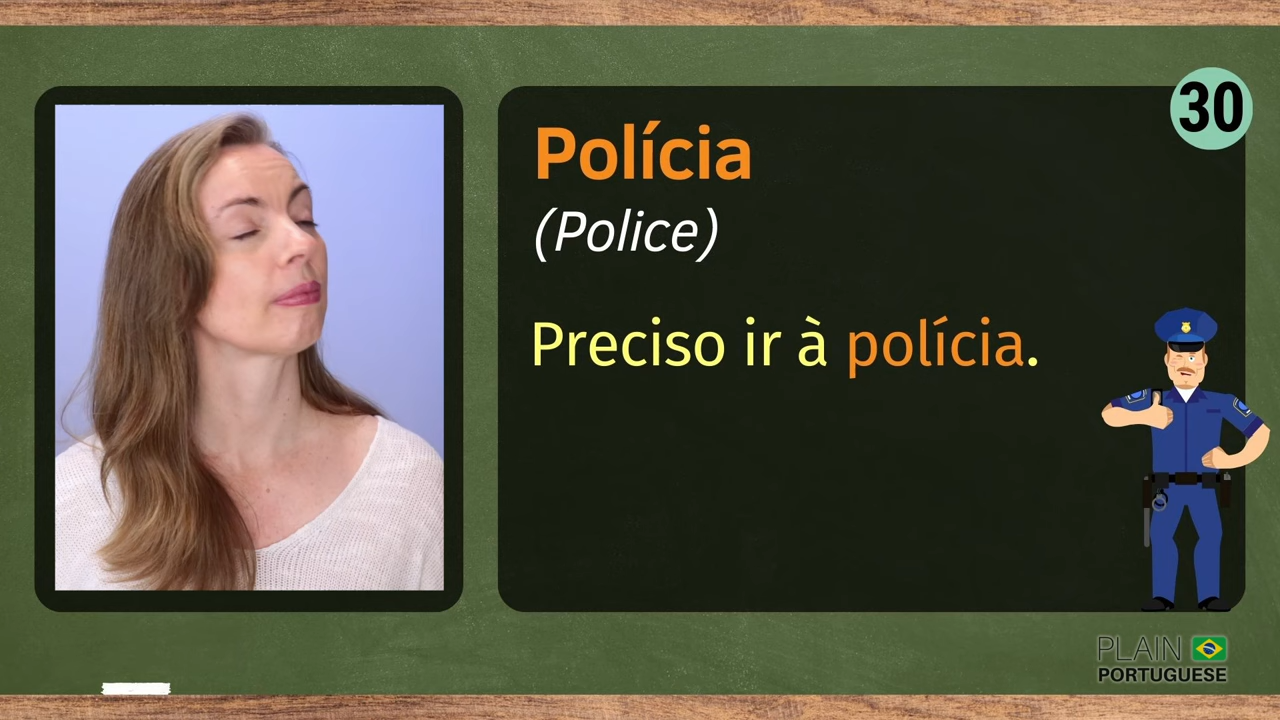 30
Polícia
(Police)
Preciso ir à polícia.
PLAIN
PORTUGUESE